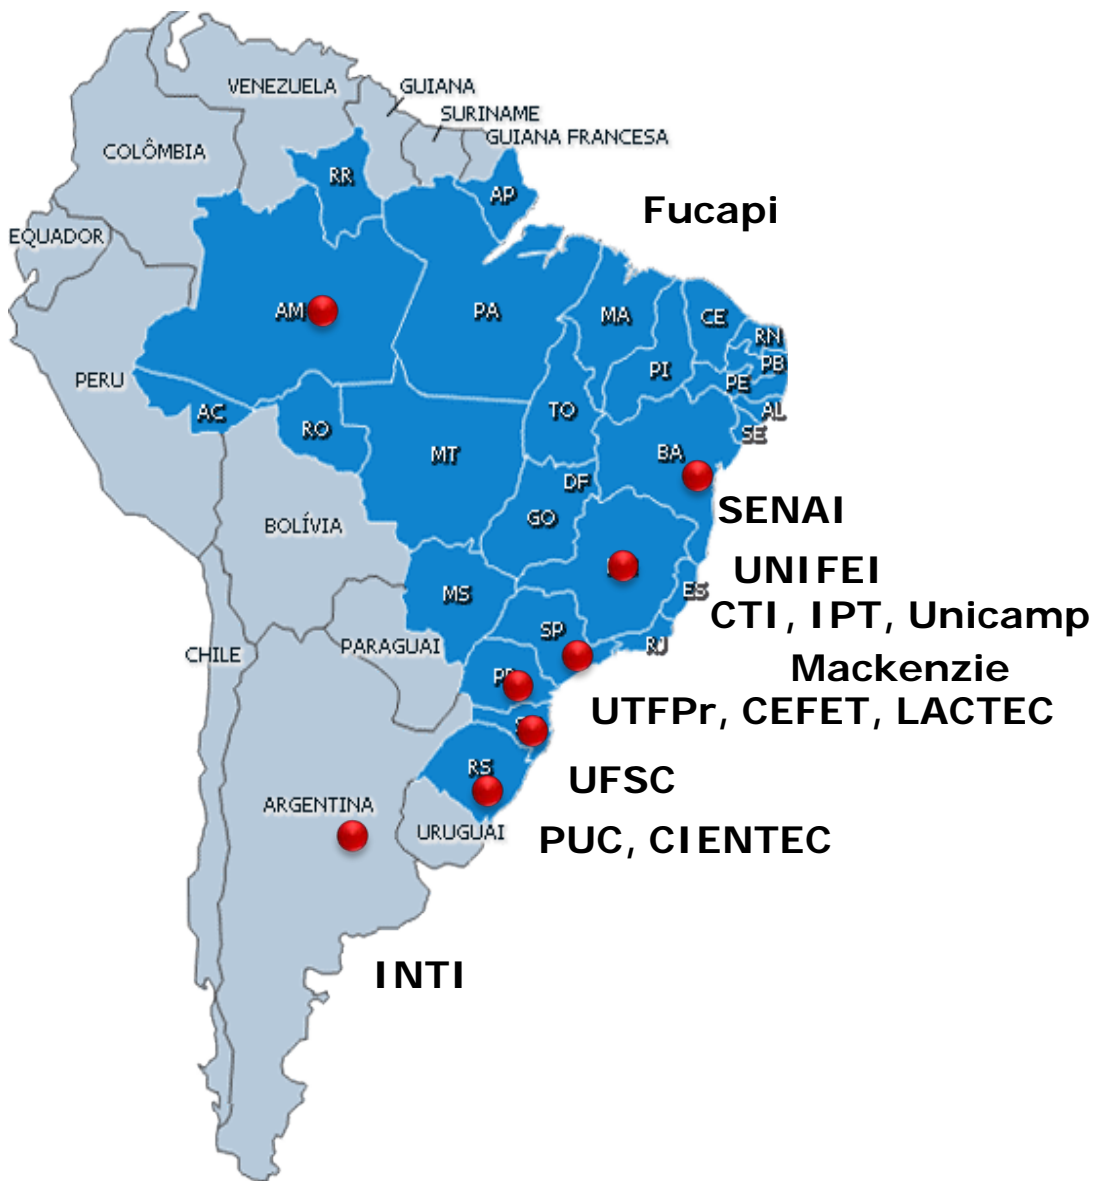 VENEZUELA
GUIANA
SURINAME
GUIANA FRANCESA
COLÔMBIA
RR
AP
Fucapi
EQUADOR
AM
PA
MA
CE
RN
PB
PI
PE
PERU
AC
RO
TO
AL
SE
MT
BA
DF
GO
SENAI
BOLÍVIA
UNIFEI
MS
ES
CTI, IPT, Unicamp
SP
RJ
PARAGUAI
CHILE
Mackenzie
UTFPr, CEFET, LACTEC
RS
UFSC
ARGENTINA
URUGUAI
PUC, CIENTEC
INTI